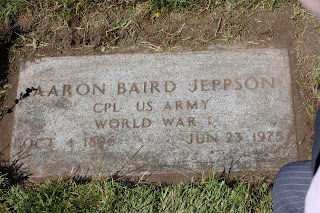 AARON BAIRD JEPPSON
CPL US ARMY
WORLD WAR I
OCT 4 JUN 23 1975